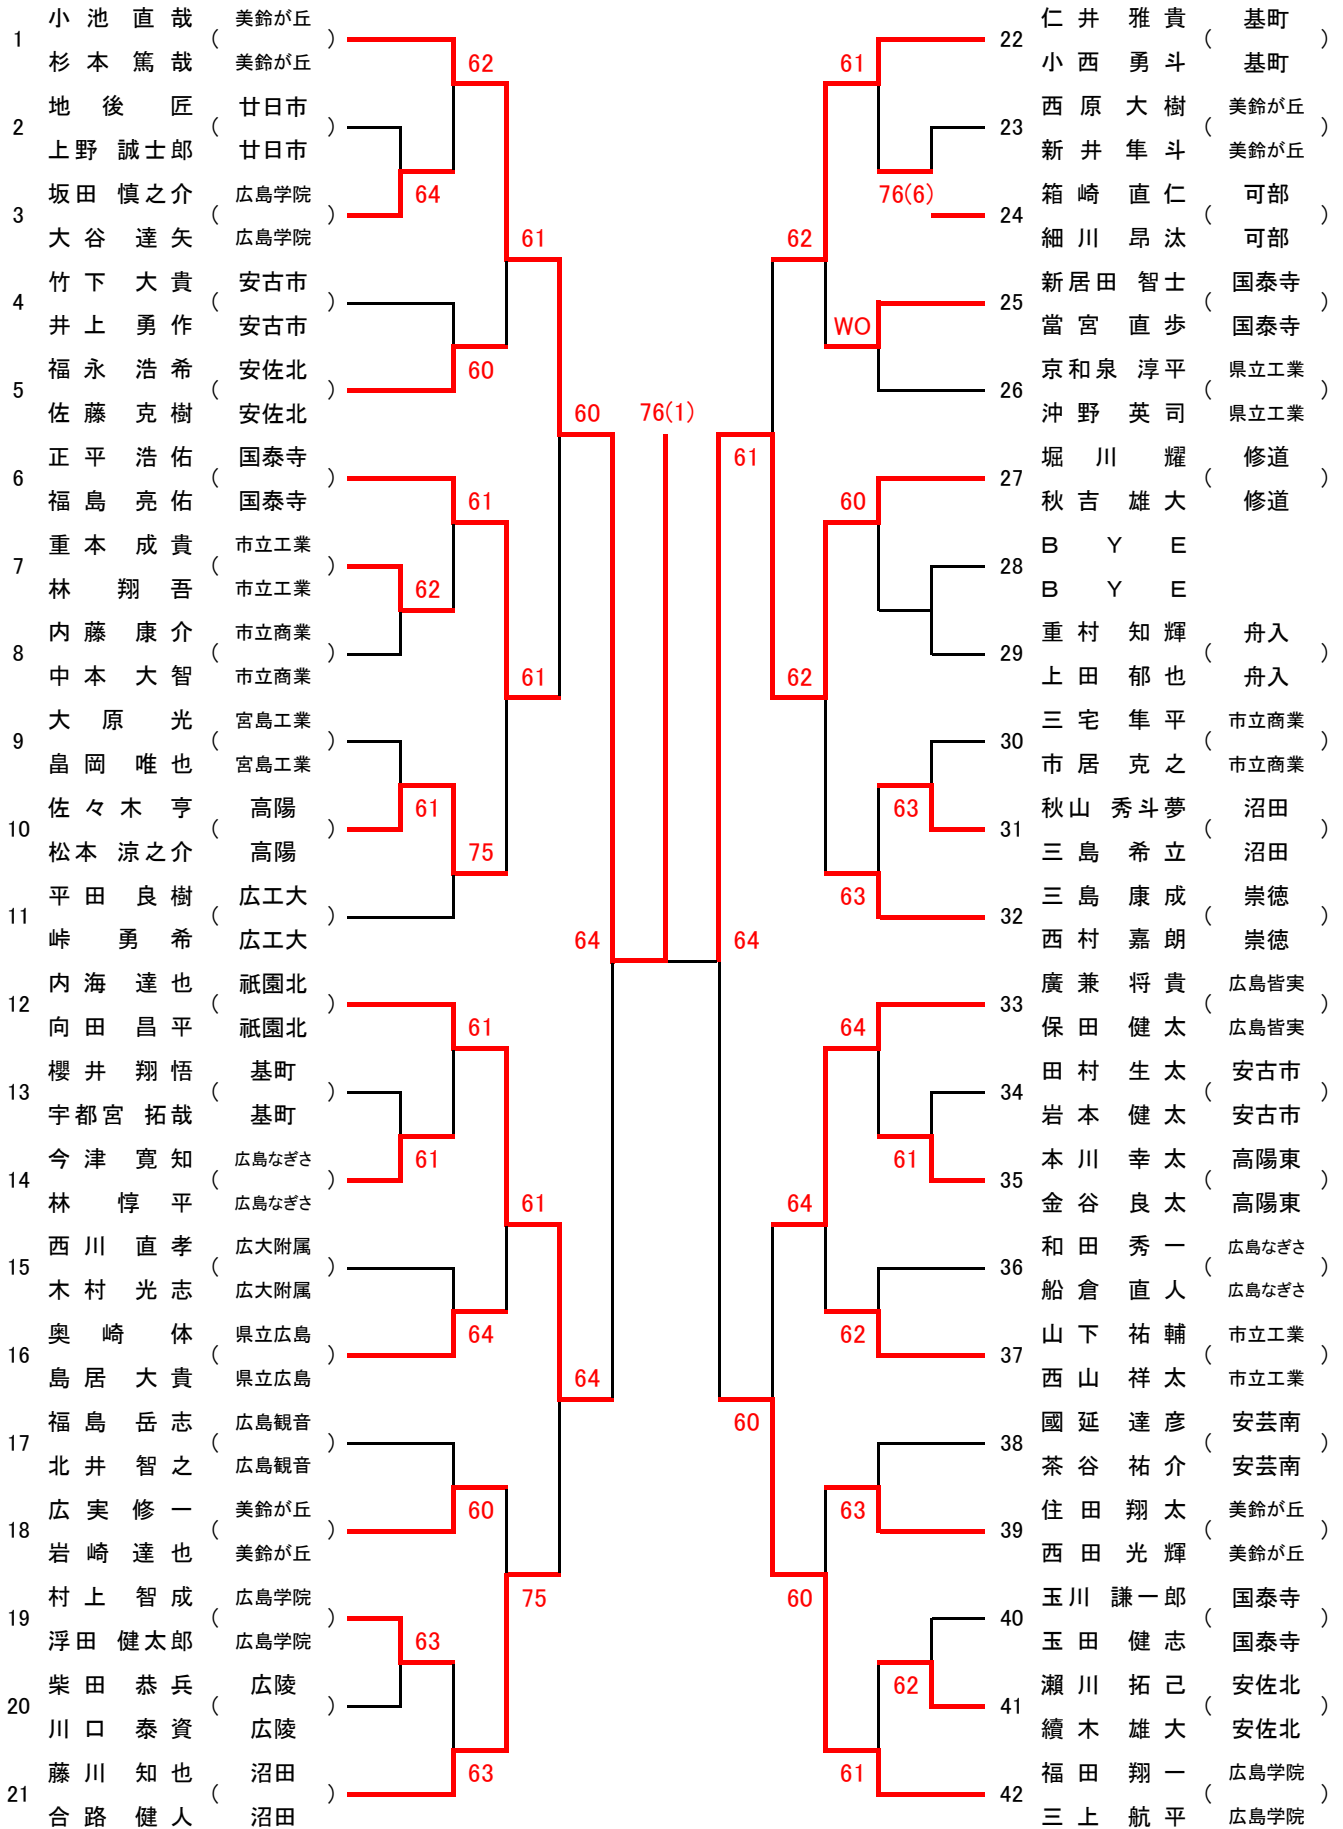 小池直哉 美鈴が丘
1 ( )
杉本篤哉 美鈴が丘
地後匠 廿日市
2 ( )
上野誠士郎 廿日市
坂田慎之介 広島学院
3 ( )
大谷達矢 広島学院
竹下大貴 安古市
4 ( )
井上勇作 安古市
福永浩希 安佐北
5 ( )
佐藤克樹 安佐北
正平浩佑 国泰寺
6 ( )
福島亮佑 国泰寺
重本成貴 市立工業
7 ( )
林翔吾 市立工業
内藤康介 市立商業
8 ( )
中本大智 市立商業
大原光 宮島工業
9 ( )
畠岡唯也 宮島工業
佐々木亨 高陽
10 ( )
松本涼之介 高陽
平田良樹 広工大
11 ( )
峠勇希 広工大
内海達也 祇園北
12 ( )
向田昌平 祇園北
櫻井翔悟 基町
13 ( )
宇都宮拓哉 基町
今津寛知 広島なぎさ
14 ( )
林惇平 広島なぎさ
西川直孝 広大附属
15 ( )
木村光志 広大附属
奥崎体 県立広島
16 ( )
島居大貴 県立広島
福島岳志 広島観音
17 ( )
北井智之 広島観音
広実修一 美鈴が丘
18 ( )
岩崎達也 美鈴が丘
村上智成 広島学院
19 ( )
浮田健太郎 広島学院
柴田恭兵 広陵
20 ( )
川口泰資 広陵
藤川知也 沼田
21 ( )
合路健人 沼田
62
64
61
60
60
61
62
61
61
75
64
61
61
61
64
64
60
75
63
63
76(1)
61
76(6)
62
WO
61
60
62
63
63
64
64
61
64
62
60
63
60
62
61
仁井雅貴 基町
22 ( )
小西勇斗 基町
西原大樹 美鈴が丘
23 ( )
新井隼斗 美鈴が丘
箱崎直仁 可部
24 ( )
細川昂汰 可部
新居田智士 国泰寺
25 ( )
當宮直歩 国泰寺
京和泉淳平 県立工業
26 ( )
沖野英司 県立工業
堀川耀 修道
27 ( )
秋吉雄大 修道
B Y E
28
B Y E
重村知輝 舟入
29 ( )
上田郁也 舟入
三宅隼平 市立商業
30 ( )
市居克之 市立商業
秋山秀斗夢 沼田
31 ( )
三島希立 沼田
三島康成 崇徳
32 ( )
西村嘉朗 崇徳
廣兼将貴 広島皆実
33 ( )
保田健太 広島皆実
田村生太 安古市
34 ( )
岩本健太 安古市
本川幸太 高陽東
35 ( )
金谷良太 高陽東
和田秀一 広島なぎさ
36 ( )
船倉直人 広島なぎさ
山下祐輔 市立工業
37 ( )
西山祥太 市立工業
國延達彦 安芸南
38 ( )
茶谷祐介 安芸南
住田翔太 美鈴が丘
39 ( )
西田光輝 美鈴が丘
玉川謙一郎 国泰寺
40 ( )
玉田健志 国泰寺
瀬川拓己 安佐北
41 ( )
續木雄大 安佐北
福田翔一 広島学院
42 ( )
三上航平 広島学院